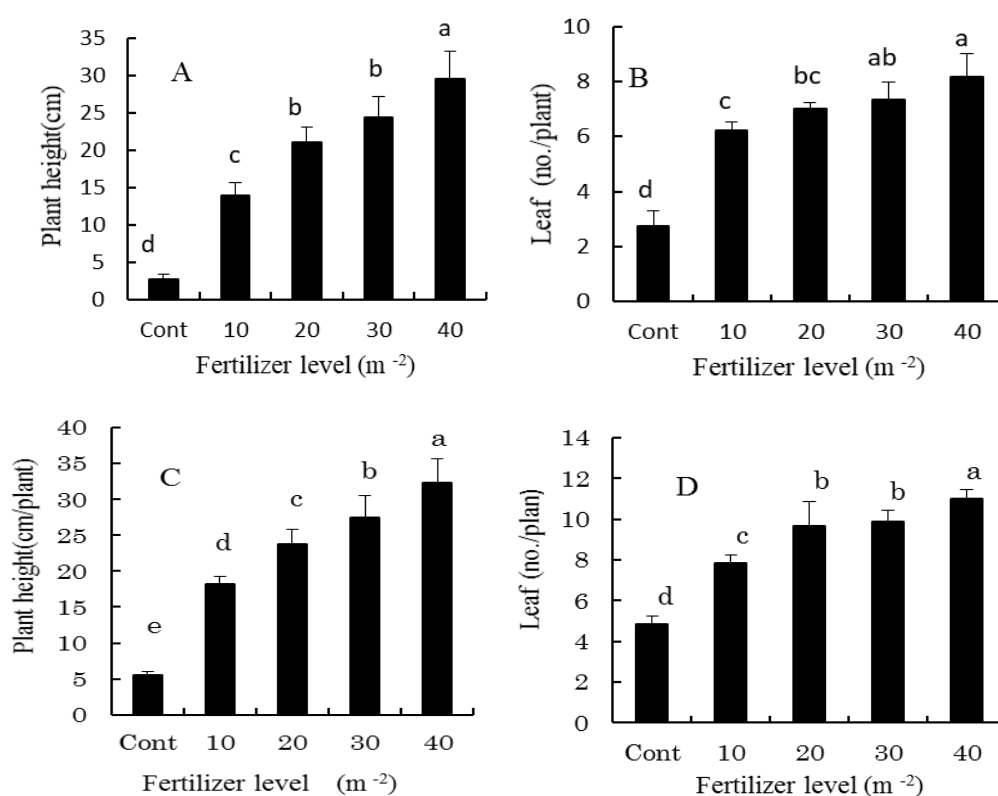 35
30
25
20
15
10
5
0
Plant height(cm)
A
d
c
b
b
a
Cont 10 20 30 40
Fertilizer level (m -2)
10
8
6
4
2
0
Leaf (no./plant)
B
d
c
bc
ab
a
Cont 10 20 30 40
Fertilizer level (m -2)
40
35
30
25
20
15
10
5
0
Plant height(cm/plant)
C
e
d
c
b
a
Cont 10 20 30 40
Fertilizer level (m -2)
14
12
10
8
6
4
2
0
Leaf (no./plan)
D
d
c
b
b
a
Cont 10 20 30 40
Fertilizer level (m -2)